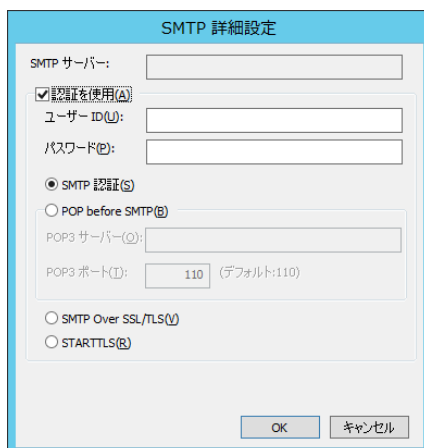 SMTP 詳細設定
SMTP サーバー:
認証を使用(A)
ユーザー ID(U):
パスワード(P):
SMTP 認証(S)
POP before SMTP(B)
POP3 サーバー(O):
POP3 ポート(T): 110 (デフォルト:110)
SMTP Over SSL/TLS(V)
STARTTLS(R)
OK キャンセル